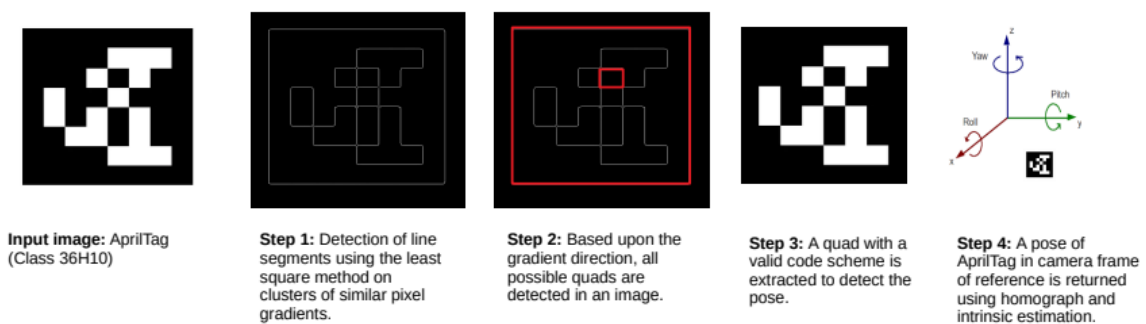 z
Yaw
Pitch
Roll
y
x
Input image: AprilTag
(Class 36H10)
Step 1: Detection of line
segments using the least
square method on
clusters of similar pixel
gradients.
Step 2: Based upon the
gradient direction, all
possible quads are
detected in an image.
Step 3: A quad with a
valid code scheme is
extracted to detect the
pose.
Step 4: A pose of
AprilTag in camera frame
of reference is returned
using homograph and
intrinsic estimation.